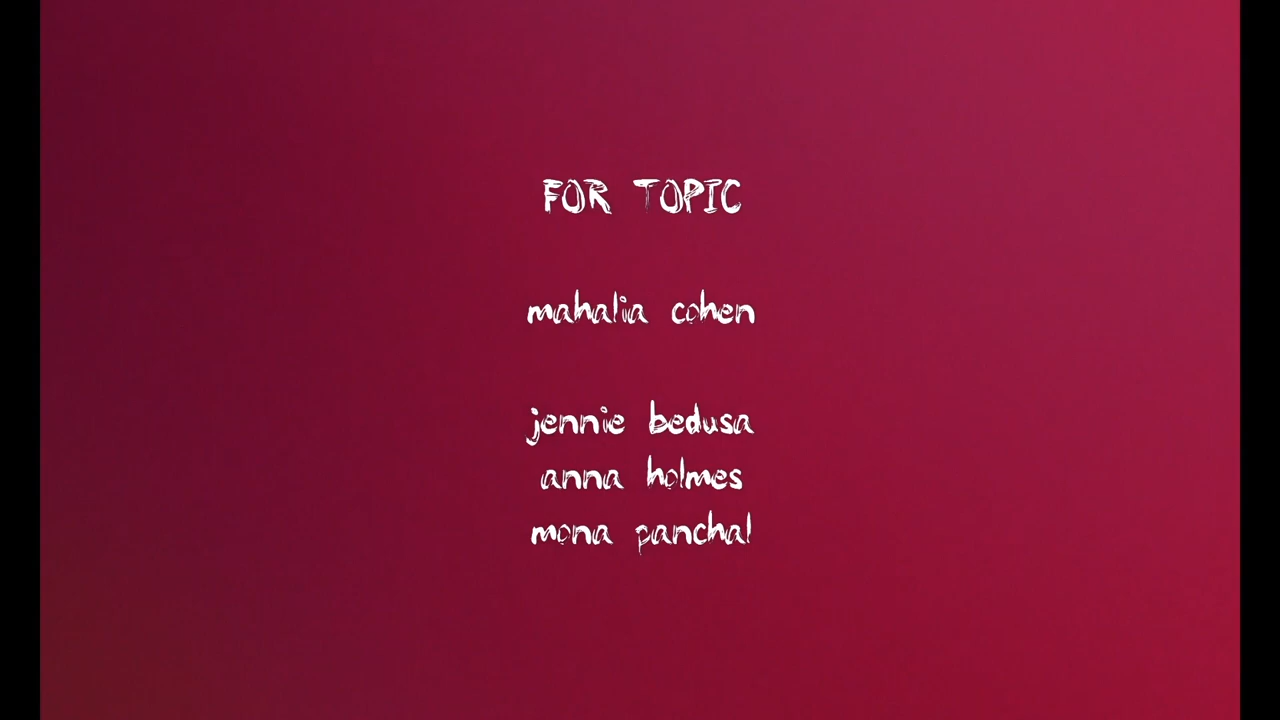 FOR TOPIC
mahalia cohen
jennie bedusa
anna holmes
mona panchal